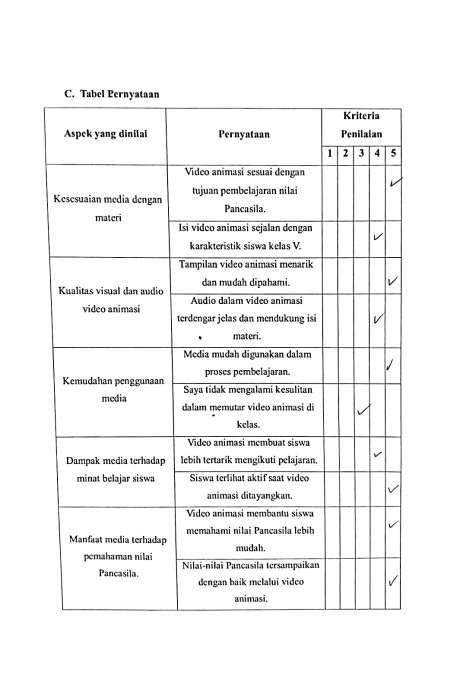 C. Tabel Pernyataan
Aspek yang dinilai
Pernyataan
Kriteria
Penilaian
1 2 3 4 5
Kesesuaian media dengan
materi
Video animasi sesuai dengan
tujuan pembelajaran nilai
Pancasila.
✓
Isi video animasi sejalan dengan
karakteristik siswa kelas V.
✓
Kualitas visual dan audio
video animasi
Tampilan video animasi menarik
dan mudah dipahami.
✓
Audio dalam video animasi
terdengar jelas dan mendukung isi
materi.
✓
Kemudahan penggunaan
media
Media mudah digunakan dalam
proses pembelajaran.
✓
Saya tidak mengalami kesulitan
dalam memutar video animasi di
kelas.
✓
Dampak media terhadap
minat belajar siswa
Video animasi membuat siswa
lebih tertarik mengikuti pelajaran.
✓
Siswa terlihat aktif saat video
animasi ditayangkan.
✓
Manfaat media terhadap
pemahaman nilai
Pancasila.
Video animasi membantu siswa
memahami nilai Pancasila lebih
mudah.
✓
Nilai-nilai Pancasila tersampaikan
dengan baik melalui video
animasi.
✓